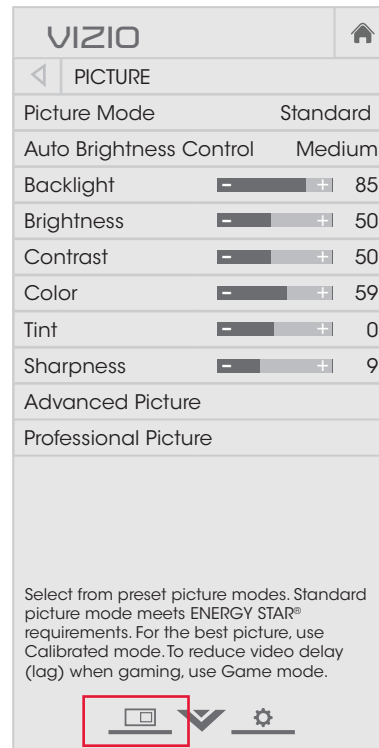 VIZIO
PICTURE
Picture Mode Standard
Auto Brightness Control Medium
Backlight - + 85
Brightness - + 50
Contrast - + 50
Color - + 59
Tint - + 0
Sharpness - + 9
Advanced Picture
Professional Picture
Select from preset picture modes. Standard
picture mode meets ENERGY STAR®
requirements. For the best picture, use
Calibrated mode. To reduce video delay
(lag) when gaming, use Game mode.